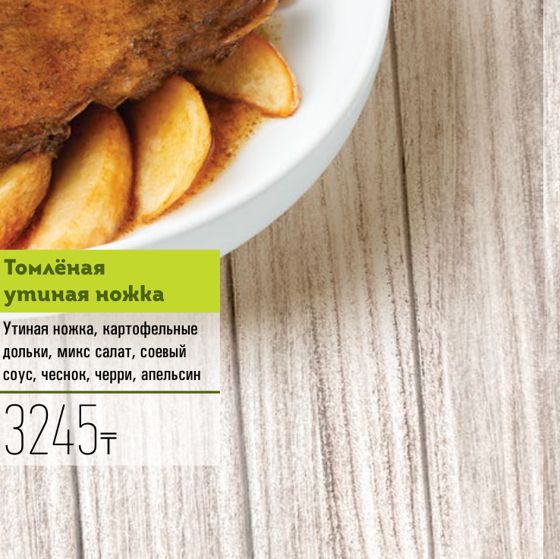 Томлёная
утиная ножка
Утиная ножка, картофельные
дольки, микс салат, соевый
соус, чеснок, черри, апельсин
3245₸